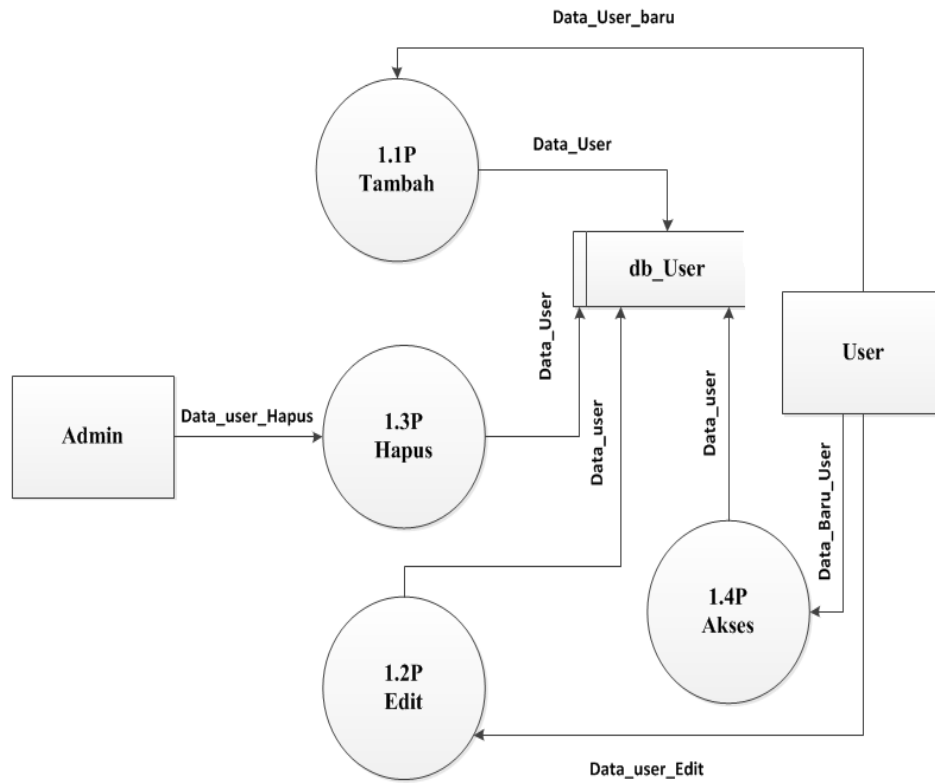 Data_User_baru
1.1P
Tambah
Data_User
db_User
Data_User
User
Admin
Data_user_Hapus
1.3P
Hapus
Data_user
Data_user
Data_Baru_User
1.4P
Akses
1.2P
Edit
Data_user_Edit